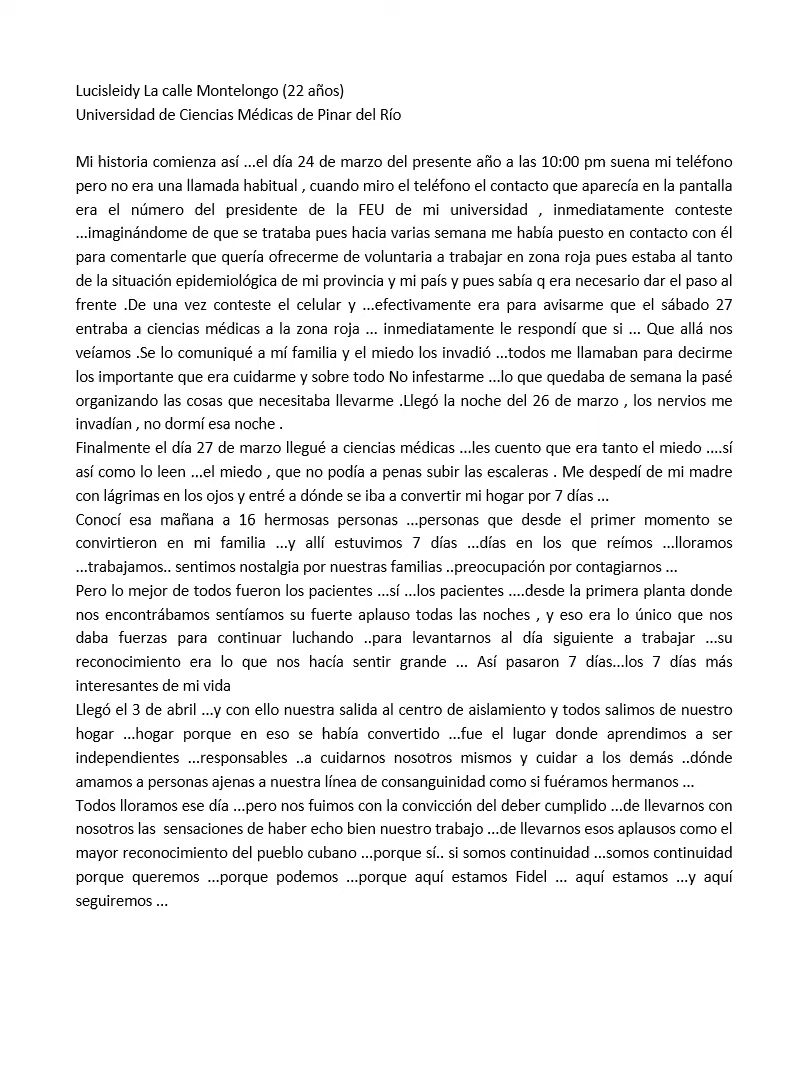 Lucisleidy La calle Montelongo (22 años)
Universidad de Ciencias Médicas de Pinar del Río
Mi historia comienza así ...el día 24 de marzo del presente año a las 10:00 pm suena mi teléfono
pero no era una llamada habitual , cuando miro el teléfono el contacto que aparecía en la pantalla
era el número del presidente de la FEU de mi universidad , inmediatamente conteste
...imaginándome de que se trataba pues hacia varias semana me había puesto en contacto con él
para comentarle que quería ofrecerme de voluntaria a trabajar en zona roja pues estaba al tanto
de la situación epidemiológica de mi provincia y mi país y pues sabía q era necesario dar el paso al
frente .De una vez conteste el celular y ...efectivamente era para avisarme que el sábado 27
entraba a ciencias médicas a la zona roja ... inmediatamente le respondí que si ... Que allá nos
veíamos .Se lo comuniqué a mí familia y el miedo los invadió ...todos me llamaban para decirme
los importante que era cuidarme y sobre todo No infestarme ...lo que quedaba de semana la pasé
organizando las cosas que necesitaba llevarme .Llegó la noche del 26 de marzo , los nervios me
invadían , no dormí esa noche .
Finalmente el día 27 de marzo llegué a ciencias médicas ...les cuento que era tanto el miedo ....sí
así como lo leen ...el miedo , que no podía a penas subir las escaleras . Me despedí de mi madre
con lágrimas en los ojos y entré a dónde se iba a convertir mi hogar por 7 días ...
Conocí esa mañana a 16 hermosas personas ...personas que desde el primer momento se
convirtieron en mi familia ...y allí estuvimos 7 días ...días en los que reímos ...lloramos
...trabajamos.. sentimos nostalgia por nuestras familias ..preocupación por contagiarnos ...
Pero lo mejor de todos fueron los pacientes ...sí ...los pacientes ....desde la primera planta donde
nos encontrábamos sentíamos su fuerte aplauso todas las noches , y eso era lo único que nos
daba fuerzas para continuar luchando ..para levantarnos al día siguiente a trabajar ...su
reconocimiento era lo que nos hacía sentir grande ... Así pasaron 7 días...los 7 días más
interesantes de mi vida
Llegó el 3 de abril ...y con ello nuestra salida al centro de aislamiento y todos salimos de nuestro
hogar ...hogar porque en eso se había convertido ...fue el lugar donde aprendimos a ser
independientes ...responsables ..a cuidarnos nosotros mismos y cuidar a los demás ..dónde
amamos a personas ajenas a nuestra línea de consanguinidad como si fuéramos hermanos ...
Todos lloramos ese día ...pero nos fuimos con la convicción del deber cumplido ...de llevarnos con
nosotros las sensaciones de haber echo bien nuestro trabajo ...de llevarnos esos aplausos como el
mayor reconocimiento del pueblo cubano ...porque sí.. si somos continuidad ...somos continuidad
porque queremos ...porque podemos ...porque aquí estamos Fidel ... aquí estamos ...y aquí
seguiremos ...